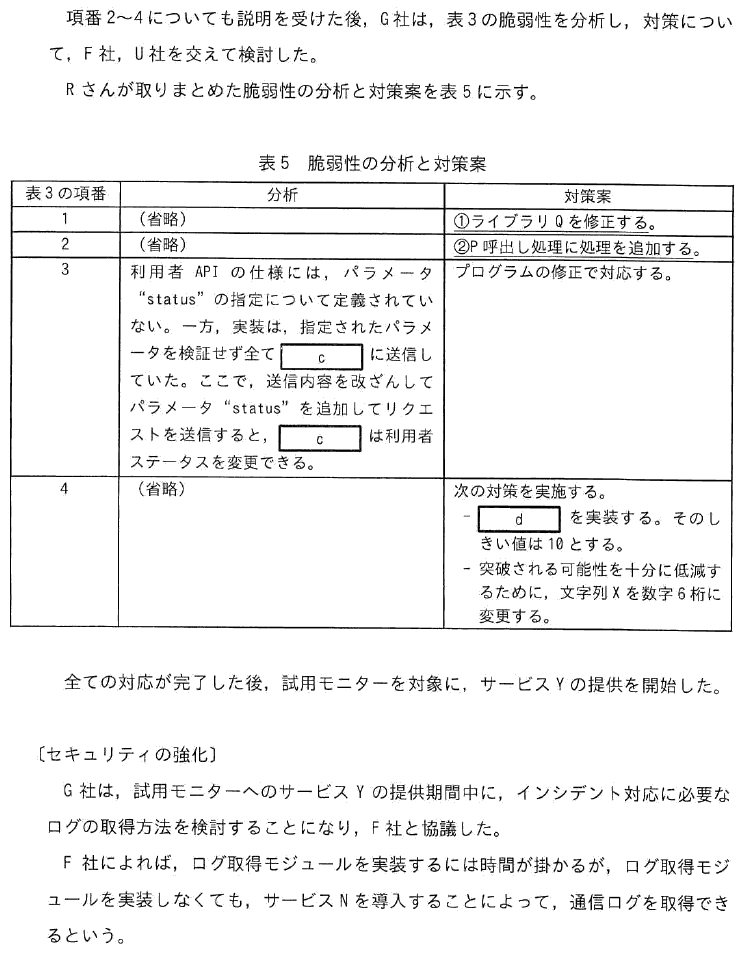 項番2～4についても説明を受けた後，G社は，表3の脆弱性を分析し，対策につい
て，F社，U社を交えて検討した。
Rさんが取りまとめた脆弱性の分析と対策案を表5に示す。
表5 脆弱性の分析と対策案
表3の項番 分析 対策案
1 （省略） ①ライブラリQを修正する。
2 （省略） ②P呼出し処理に処理を追加する。
3 利用者 API の仕様には，パラメータ プログラムの修正で対応する。
“status”の指定について定義されてい
ない。一方，実装は，指定されたパラメ
ータを検証せず全て c に送信し
ていた。ここで，送信内容を改ざんして
パラメータ“status”を追加してリクエ
ストを送信すると， c は利用者
ステータスを変更できる。
4 （省略） 次の対策を実施する。
- d を実装する。そのし
きい値は10とする。
- 突破される可能性を十分に低減す
るために，文字列Xを数字6桁に
変更する。
全ての対応が完了した後，試用モニターを対象に，サービスYの提供を開始した。
〔セキュリティの強化〕
G社は，試用モニターへのサービスYの提供期間中に，インシデント対応に必要な
ログの取得方法を検討することになり，F社と協議した。
F社によれば，ログ取得モジュールを実装するには時間が掛かるが，ログ取得モジ
ュールを実装しなくても，サービスNを導入することによって，通信ログを取得でき
るという。